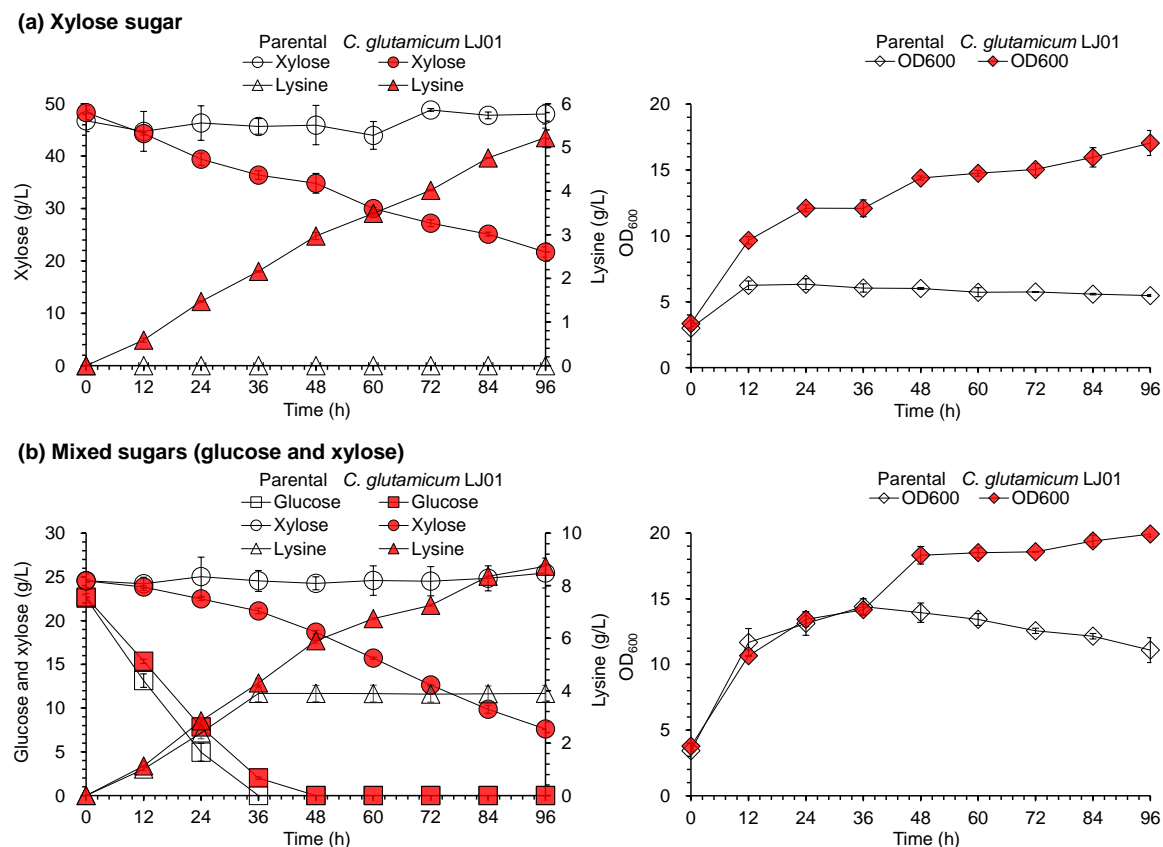 (a) Xylose sugar
Parental C. glutamicum LJ01
Xylose Xylose
Lysine Lysine
50
40
30
20
10
0
Xylose (g/L)
6
5
4
3
2
1
0
Lysine (g/L)
0 12 24 36 48 60 72 84 96
Time (h)
Parental C. glutamicum LJ01
OD600 OD600
20
15
10
5
0
OD600
0 12 24 36 48 60 72 84 96
Time (h)
(b) Mixed sugars (glucose and xylose)
Parental C. glutamicum LJ01
Glucose Glucose
Xylose Xylose
Lysine Lysine
30
25
20
15
10
5
0
Glucose and xylose (g/L)
10
8
6
4
2
0
Lysine (g/L)
0 12 24 36 48 60 72 84 96
Time (h)
Parental C. glutamicum LJ01
OD600 OD600
20
15
10
5
0
OD600
0 12 24 36 48 60 72 84 96
Time (h)